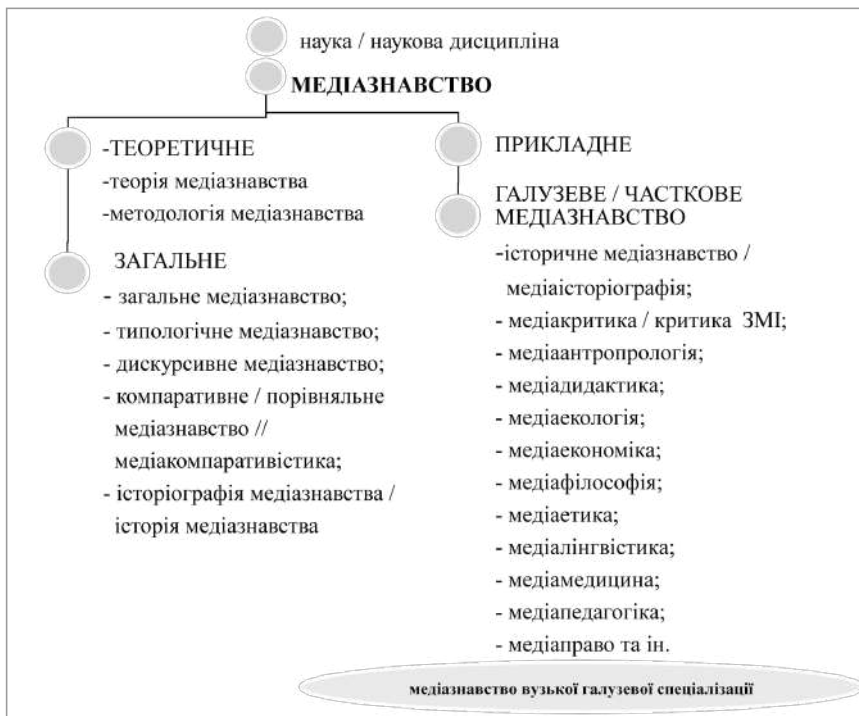 наука / наукова дисципліна
МЕДІАЗНАВСТВО
-ТЕОРЕТИЧНЕ
-теорія медіазнавства
-методологія медіазнавства
ЗАГАЛЬНЕ
- загальне медіазнавство;
- типологічне медіазнавство;
- дискурсивне медіазнавство;
- компаративне / порівняльне
медіазнавство //
медіакомпаративістика;
- історіографія медіазнавства /
історія медіазнавства
ПРИКЛАДНЕ
ГАЛУЗЕВЕ / ЧАСТКОВЕ
МЕДІАЗНАВСТВО
-історичне медіазнавство /
медіаісторіографія;
- медіакритика / критика ЗМІ;
- медіаантропрологія;
- медіадидактика;
- медіаекологія;
- медіаекономіка;
- медіафілософія;
- медіаетика;
- медіалінгвістика;
- медіамедицина;
- медіапедагогіка;
- медіаправо та ін.
медіазнавство вузької галузевої спеціалізації